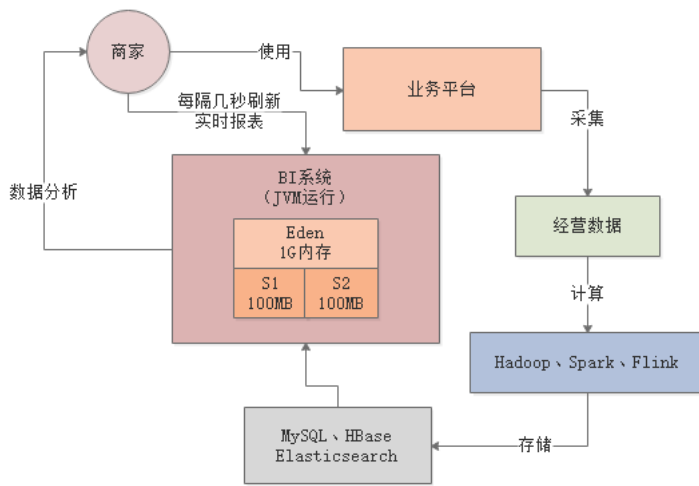 商家
使用
业务平台
每隔几秒刷新
实时报表
采集
BI系统
(JVM运行)
数据分析
Eden
1G内存
S1
100MB
S2
100MB
经营数据
计算
Hadoop、Spark、Flink
MySQL、HBase
Elasticsearch
存储